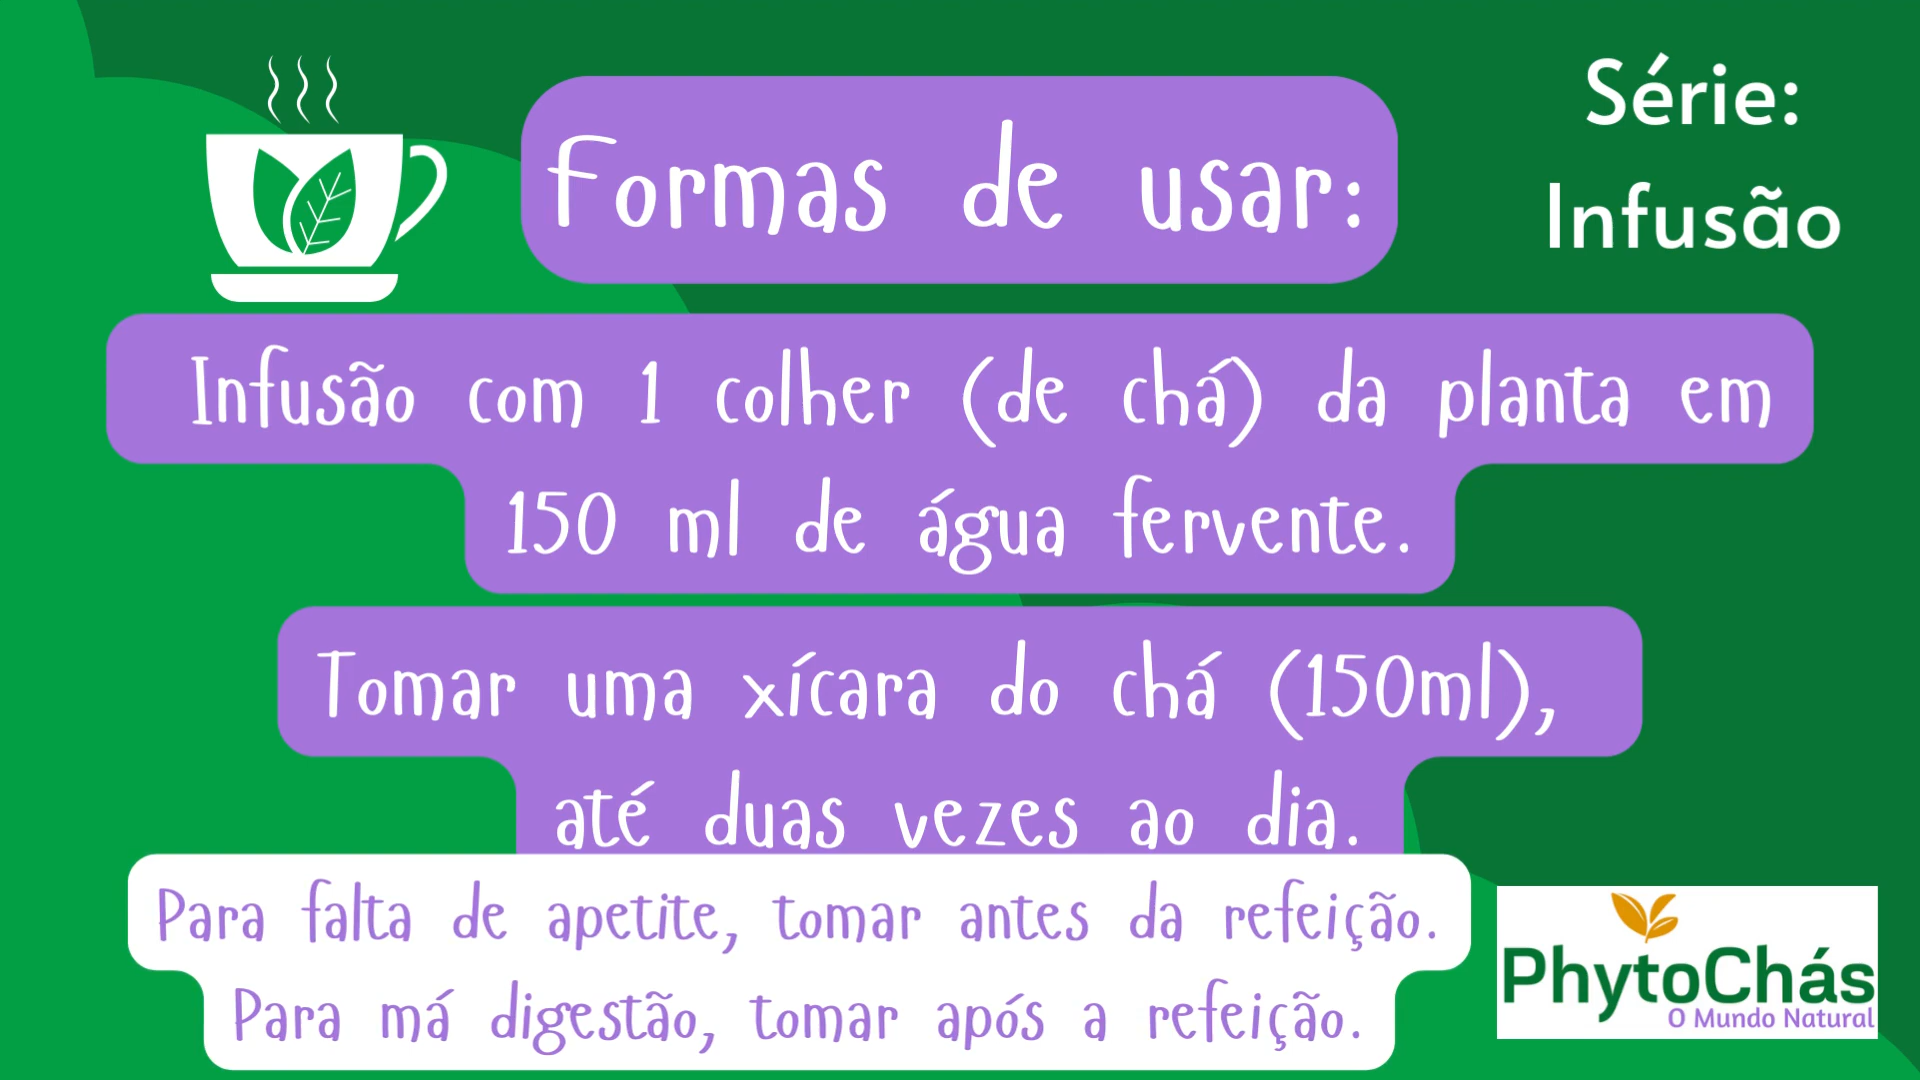 Formas de usar:
Série:
Infusão
Infusão com 1 colher (de chá) da planta em
150 ml de água fervente.
Tomar uma xícara do chá (150ml),
até duas vezes ao dia.
Para falta de apetite, tomar antes da refeição.
Para má digestão, tomar após a refeição.
PhytoChás
O Mundo Natural